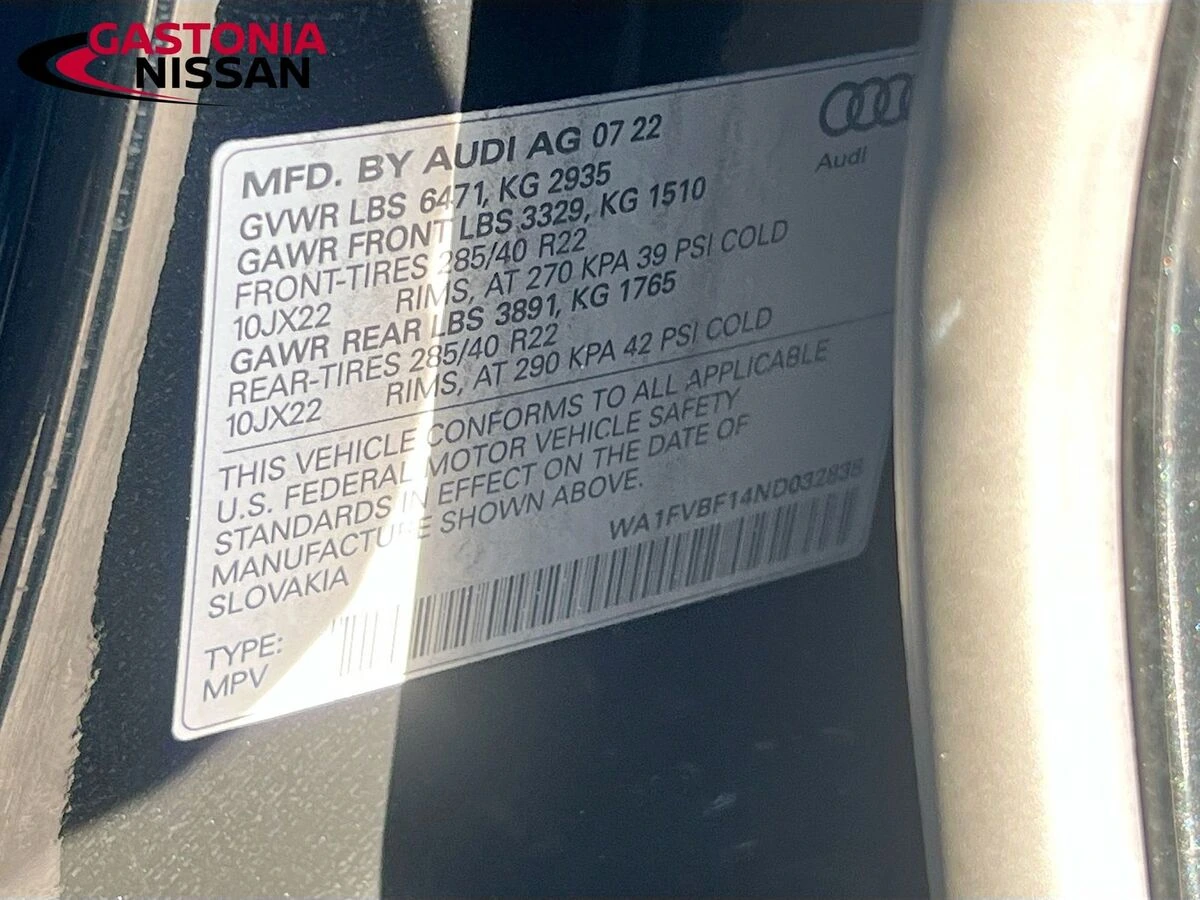 GASTONIA
NISSAN
Audi
MFD. BY AUDI AG 07 22
GVWR LBS 6471, KG 2935
GAWR FRONT LBS 3329, KG 1510
FRONT-TIRES 285/40 R22
10JX22 RIMS, AT 270 KPA 39 PSI COLD
GAWR REAR LBS 3891, KG 1765
REAR-TIRES 285/40 R22
10JX22 RIMS, AT 290 KPA 42 PSI COLD
THIS VEHICLE CONFORMS TO ALL APPLICABLE
U.S. FEDERAL MOTOR VEHICLE SAFETY
STANDARDS IN EFFECT ON THE DATE OF
MANUFACTURE SHOWN ABOVE.
SLOVAKIA
WA1FVBF14ND032838
TYPE:
MPV